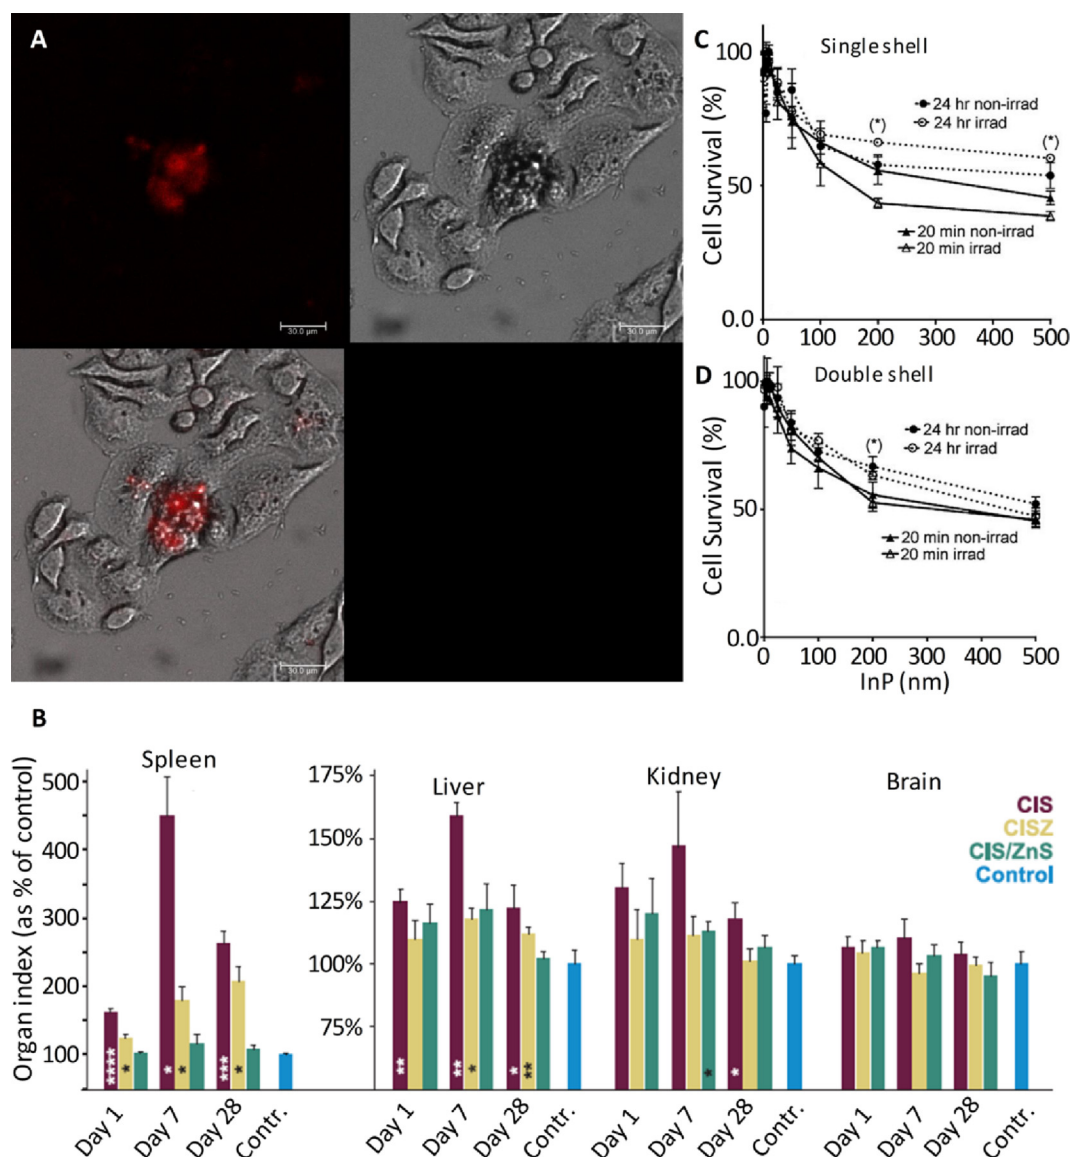 A
30.0 µm
30.0 µm
C
Single shell
Cell Survival (%)
100
50
0.0
24 hr non-irrad
24 hr irrad
(*)
(*)
20 min non-irrad
20 min irrad
0 100 200 300 400 500
D
Double shell
Cell Survival (%)
100
50
0.0
24 hr non-irrad
24 hr irrad
(*)
20 min non-irrad
20 min irrad
0 100 200 300 400 500
InP (nm)
B
Organ index (as % of control)
Spleen
500
450
300
250
200
150
100
****
*
*
*
***
*
Day 1
Day 7
Day 28
Contr.
175%
150%
125%
100%
75%
Liver
**
**
*
*
**
Day 1
Day 7
Day 28
Contr.
Kidney
*
*
Day 1
Day 7
Day 28
Contr.
Brain
Day 1
Day 7
Day 28
Contr.
CIS
CISZ
CIS/ZnS
Control